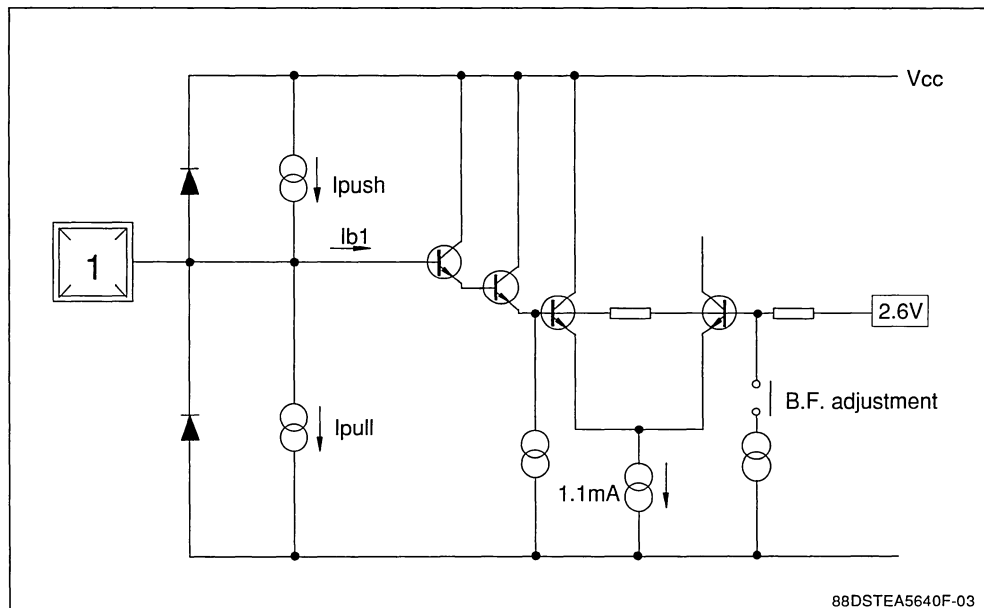 Vcc
Ipush
Ib1
1
2.6V
B.F. adjustment
Ipull
1.1mA
88DSTEA5640F-03